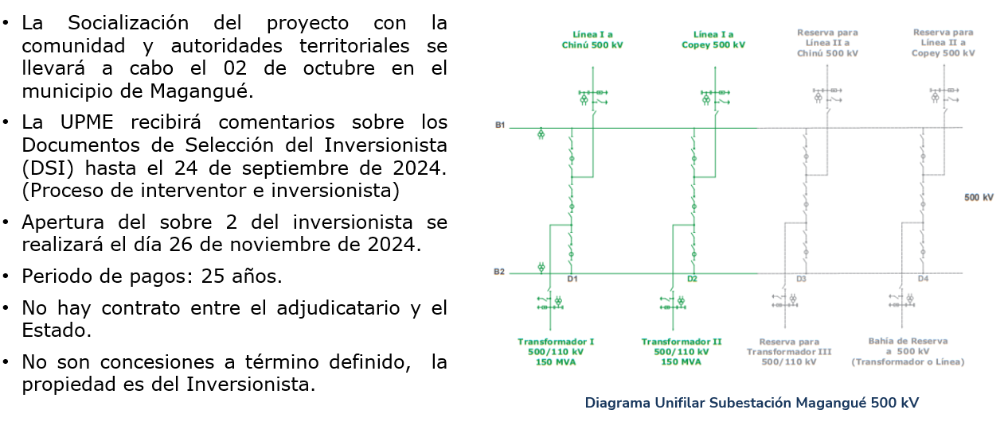 • La Socialización del proyecto con la
comunidad y autoridades territoriales se
llevará a cabo el 02 de octubre en el
municipio de Magangué.
• La UPME recibirá comentarios sobre los
Documentos de Selección del Inversionista
(DSI) hasta el 24 de septiembre de 2024.
(Proceso de interventor e inversionista)
• Apertura del sobre 2 del inversionista se
realizará el día 26 de noviembre de 2024.
• Periodo de pagos: 25 años.
• No hay contrato entre el adjudicatario y el
Estado.
• No son concesiones a término definido, la
propiedad es del Inversionista.
Línea I a
Chinú 500 kV
Línea I a
Copey 500 kV
Reserva para
Línea II a
Chinú 500 kV
Reserva para
Línea II a
Copey 500 kV
B1
500 kV
B2
D1
D2
D3
D4
Transformador I
500/110 kV
150 MVA
Transformador II
500/110 kV
150 MVA
Reserva para
Transformador III
500/110 kV
Bahía de Reserva
a 500 kV
(Transformador o Línea)
Diagrama Unifilar Subestación Magangué 500 kV